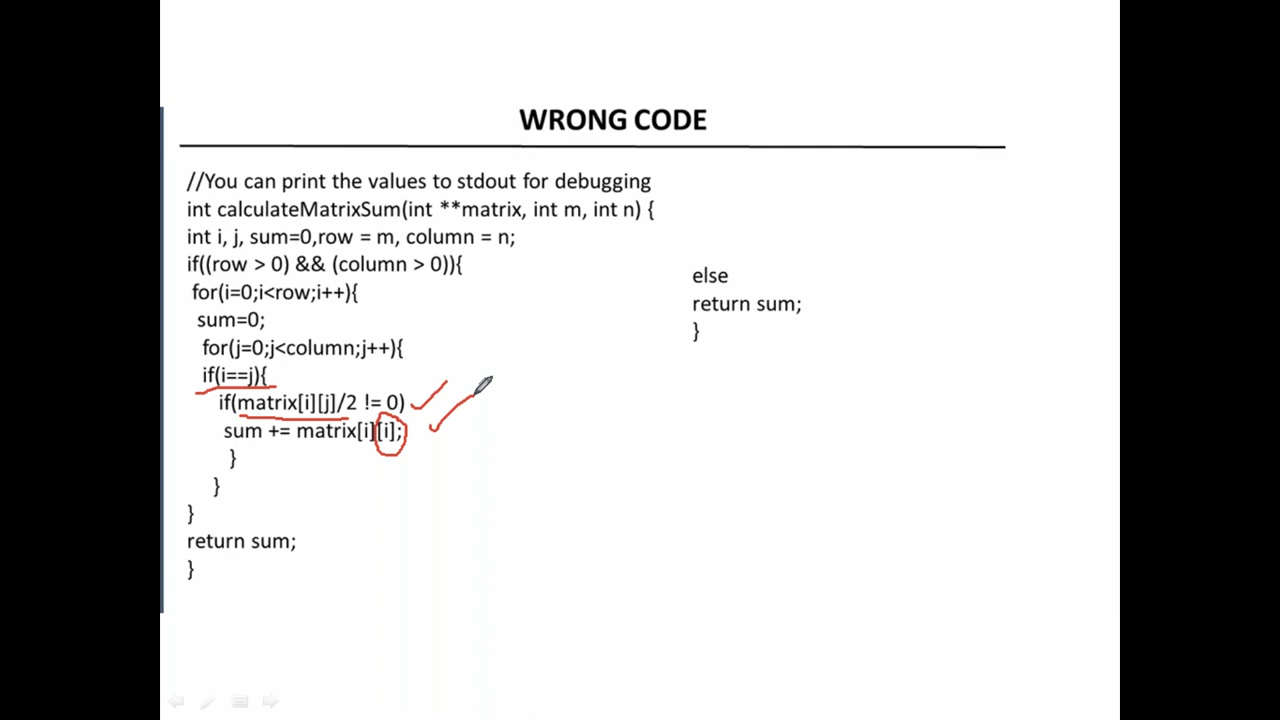 WRONG CODE
//You can print the values to stdout for debugging
int calculateMatrixSum(int **matrix, int m, int n) {
int i, j, sum=0,row = m, column = n;
if((row > 0) && (column > 0)){
for(i=0;i<row;i++){
sum=0;
for(j=0;j<column;j++){
if(i==j){
if(matrix[i][j]/2 != 0)
sum += matrix[i][i];
}
}
}
return sum;
}
else
return sum;
}